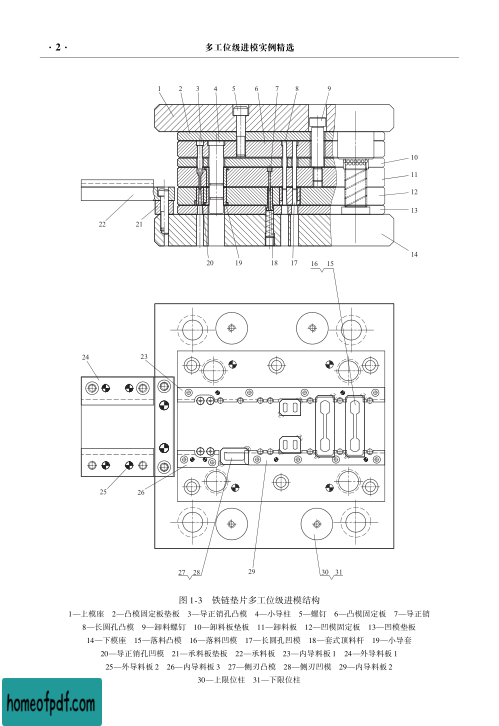 · 2 ·
多工位级进模实例精选
1 2 3 4 5 6 7 8 9
10
11
12
13
14
22 21 20 19 18 17 16 15
24 23
25 26
27 28 29 30 31
图 1-3 铁链垫片多工位级进模结构
1—上模座 2—凸模固定板垫板 3—导正销孔凸模 4—小导柱 5—螺钉 6—凸模固定板 7—导正销
8—长圆孔凸模 9—卸料螺钉 10—卸料板垫板 11—卸料板 12—凹模固定板 13—凹模垫板
14—下模座 15—落料凸模 16—落料凹模 17—长圆孔凹模 18—套式顶料杆 19—小导套
20—导正销孔凹模 21—承料板垫板 22—承料板 23—内导料板 1 24—外导料板 1
25—外导料板 2 26—内导料板 3 27—侧刃凸模 28—侧刃凹模 29—内导料板 2
30—上限位柱 31—下限位柱
homeofpdf.com